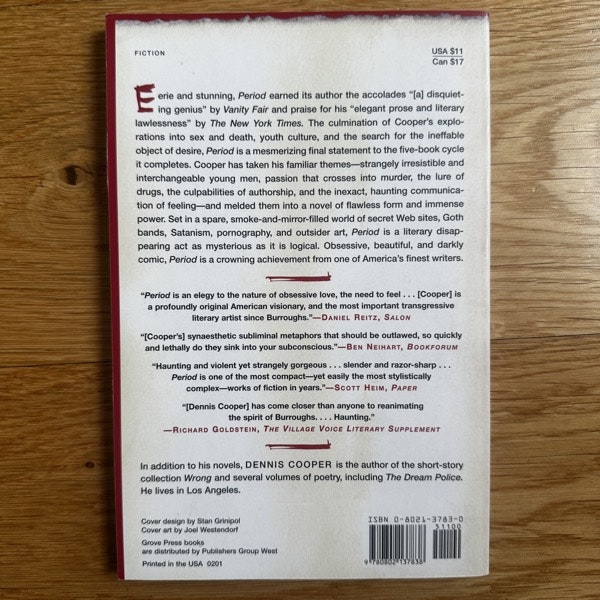 FICTION
USA $11
Can $17
Eerie and stunning, Period earned its author the accolades “[a] disquiet-
ing genius” by Vanity Fair and praise for his “elegant prose and literary
lawlessness” by The New York Times. The culmination of Cooper’s explo-
rations into sex and death, youth culture, and the search for the ineffable
object of desire, Period is a mesmerizing final statement to the five-book cycle
it completes. Cooper has taken his familiar themes—strangely irresistible and
interchangeable young men, passion that crosses into murder, the lure of
drugs, the culpabilities of authorship, and the inexact, haunting communica-
tion of feeling—and melded them into a novel of flawless form and immense
power. Set in a spare, smoke-and-mirror-filled world of secret Web sites, Goth
bands, Satanism, pornography, and outsider art, Period is a literary disap-
pearing act as mysterious as it is logical. Obsessive, beautiful, and darkly
comic, Period is a crowning achievement from one of America’s finest writers.
“Period is an elegy to the nature of obsessive love, the need to feel . . . [Cooper] is
a profoundly original American visionary, and the most important transgressive
literary artist since Burroughs.”—DANIEL REITZ, SALON
“[Cooper’s] synaesthetic subliminal metaphors that should be outlawed, so quickly
and lethally do they sink into your subconscious.”—BEN NEIHART, BOOKFORUM
“Haunting and violent yet strangely gorgeous . . . slender and razor-sharp . . .
Period is one of the most compact—yet easily the most stylistically
complex—works of fiction in years.”—SCOTT HEIM, PAPER
“[Dennis Cooper] has come closer than anyone to reanimating
the spirit of Burroughs. . . . Haunting.”
—RICHARD GOLDSTEIN, THE VILLAGE VOICE LITERARY SUPPLEMENT
In addition to his novels, DENNIS COOPER is the author of the short-story
collection Wrong and several volumes of poetry, including The Dream Police.
He lives in Los Angeles.
Cover design by Stan Grinipol
Cover art by Joel Westendorf
Grove Press books
are distributed by Publishers Group West
Printed in the USA 0201
ISBN 0-8021-3783-0
51100
9 780802 137838